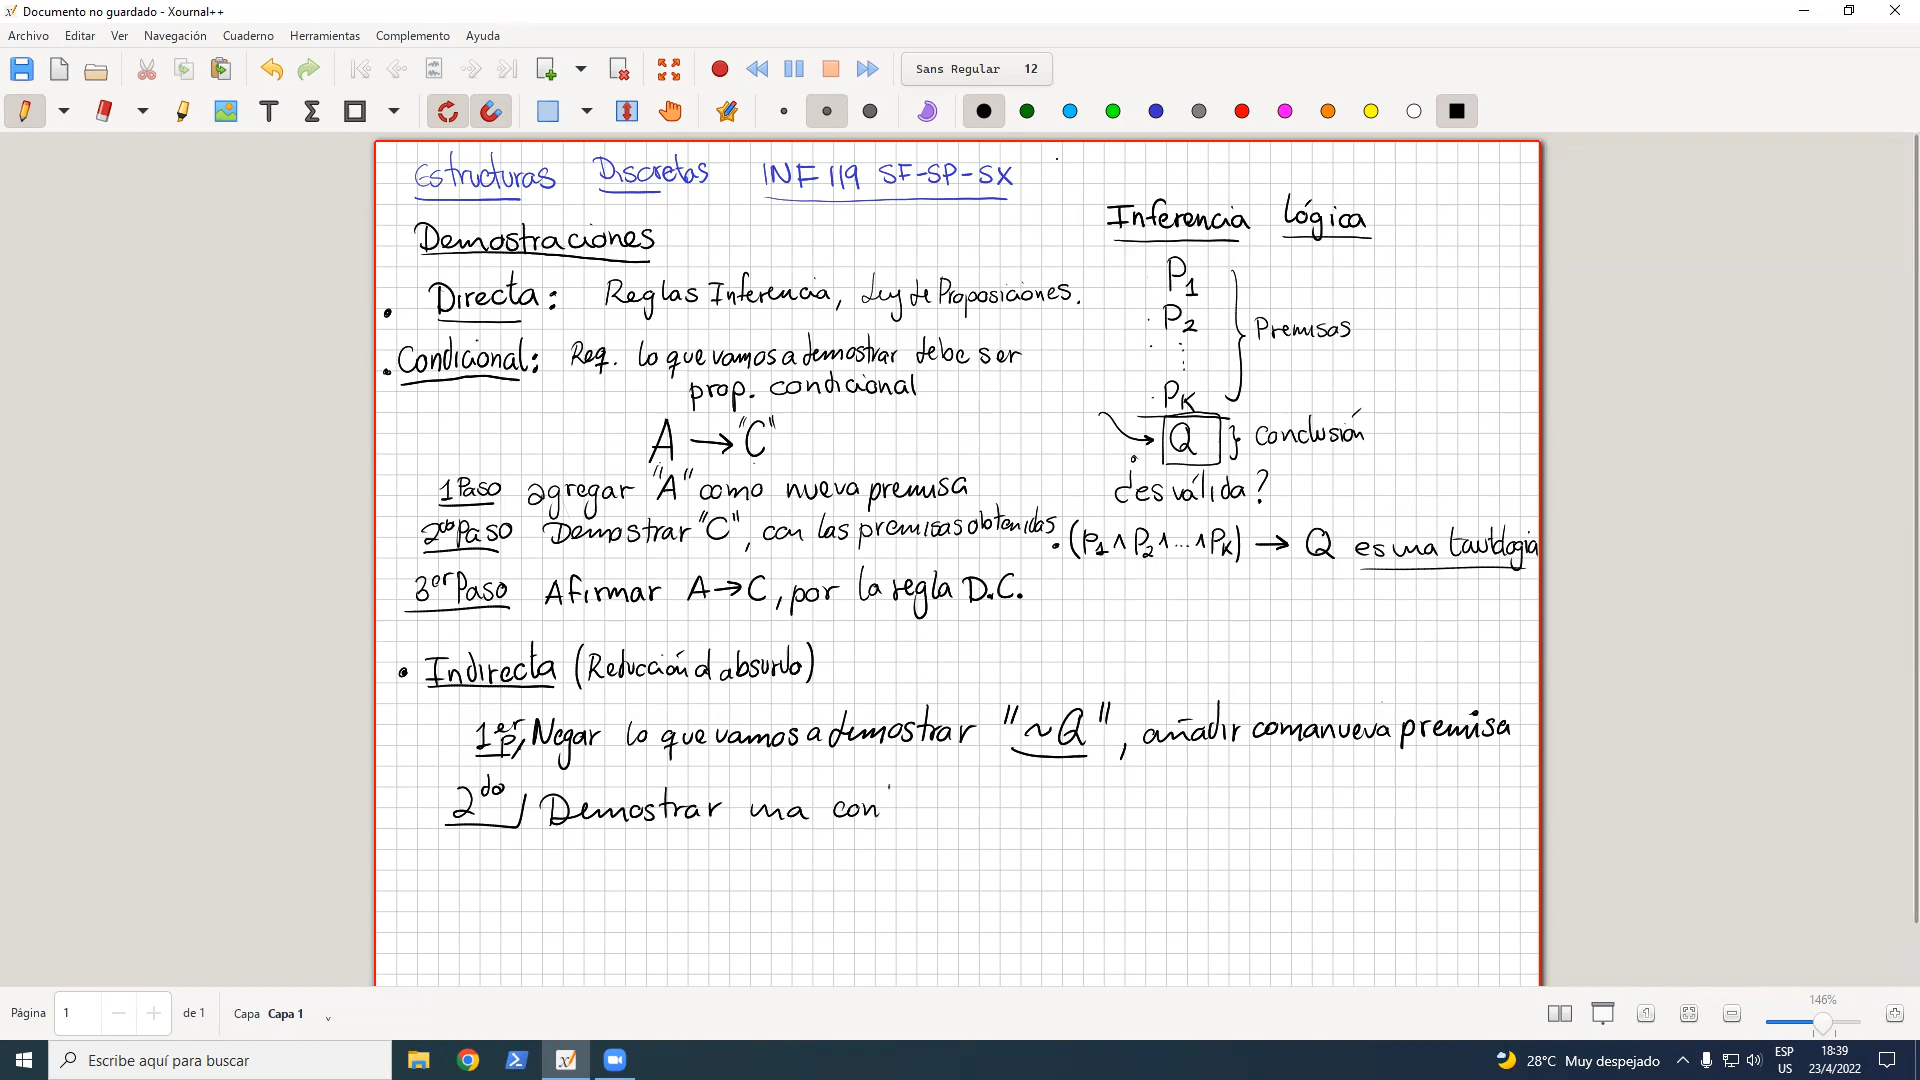 Documento no guardado - Xournal++
Archivo Editar Ver Navegación Cuaderno Herramientas Complemento Ayuda
Sans Regular 12
Estructuras Discretas INF119 SF-SP-SX
Demostraciones
• Directa: Reglas Inferencia, Ley de Proposiciones.
• Condicional: Req. lo que vamos a demostrar debe ser
prop. condicional
A → "C"
1 Paso agregar "A" como nueva premisa
2do Paso Demostrar "C", con las premisas obtenidas.
3er Paso Afirmar A→C, por la regla D.C.
Inferencia lógica
P1
P2
⋮
PK
} Premisas
Q } Conclusión
¿es válida?
• (P1 ∧ P2 ∧ ... ∧ PK) → Q es una tautología
• Indirecta (Reducción al absurdo)
1er P/ Negar lo que vamos a demostrar "~Q", añadir como nueva premisa
2do / Demostrar una con
Página 1 de 1 Capa Capa 1
146%
Escribe aquí para buscar
28°C Muy despejado
ESP
US
18:39
23/4/2022